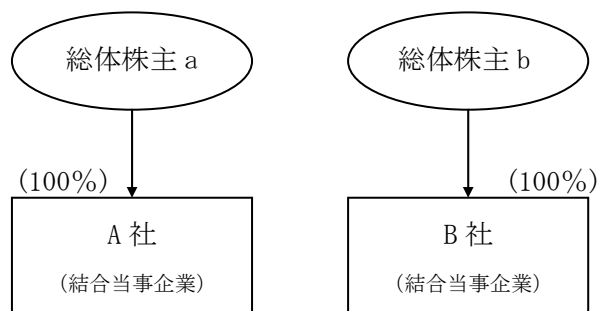 総体株主 a
総体株主 b
(100%)
(100%)
A 社
B 社
(結合当事企業)
(結合当事企業)